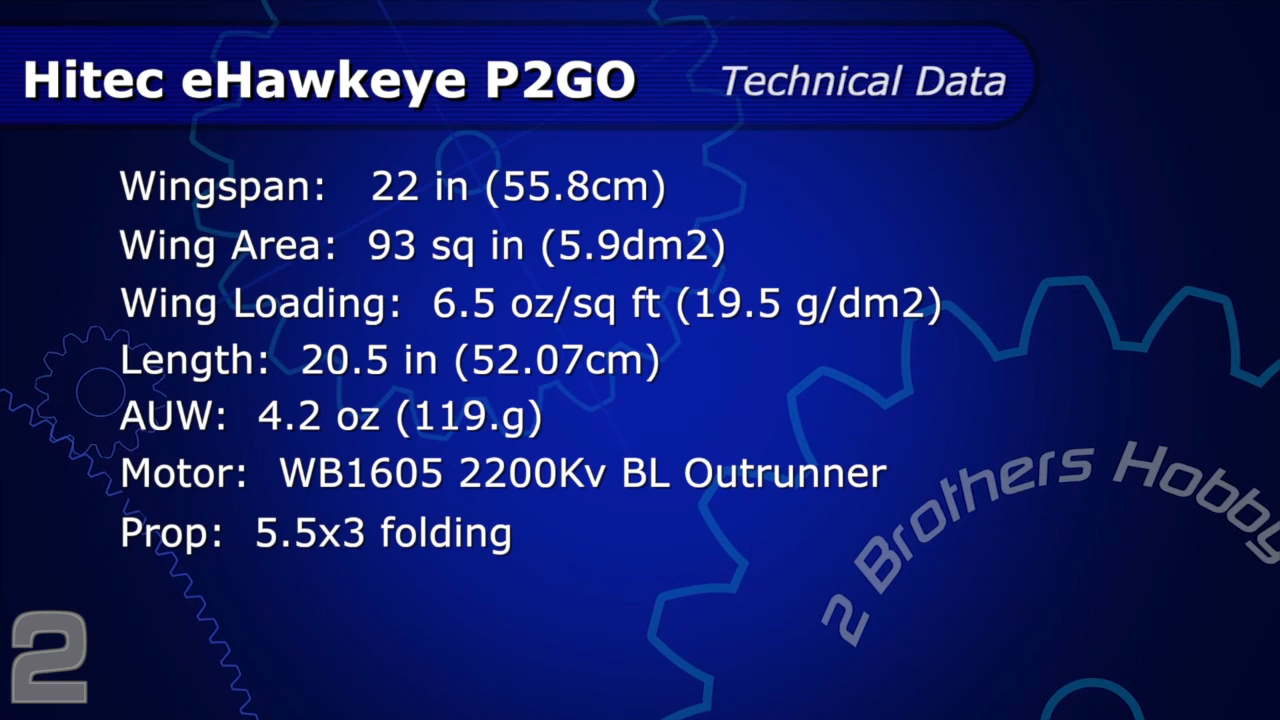 Hitec eHawkeye P2GO Technical Data
Wingspan: 22 in (55.8cm)
Wing Area: 93 sq in (5.9dm2)
Wing Loading: 6.5 oz/sq ft (19.5 g/dm2)
Length: 20.5 in (52.07cm)
AUW: 4.2 oz (119.g)
Motor: WB1605 2200Kv BL Outrunner
Prop: 5.5x3 folding
2 Brothers Hobby
2